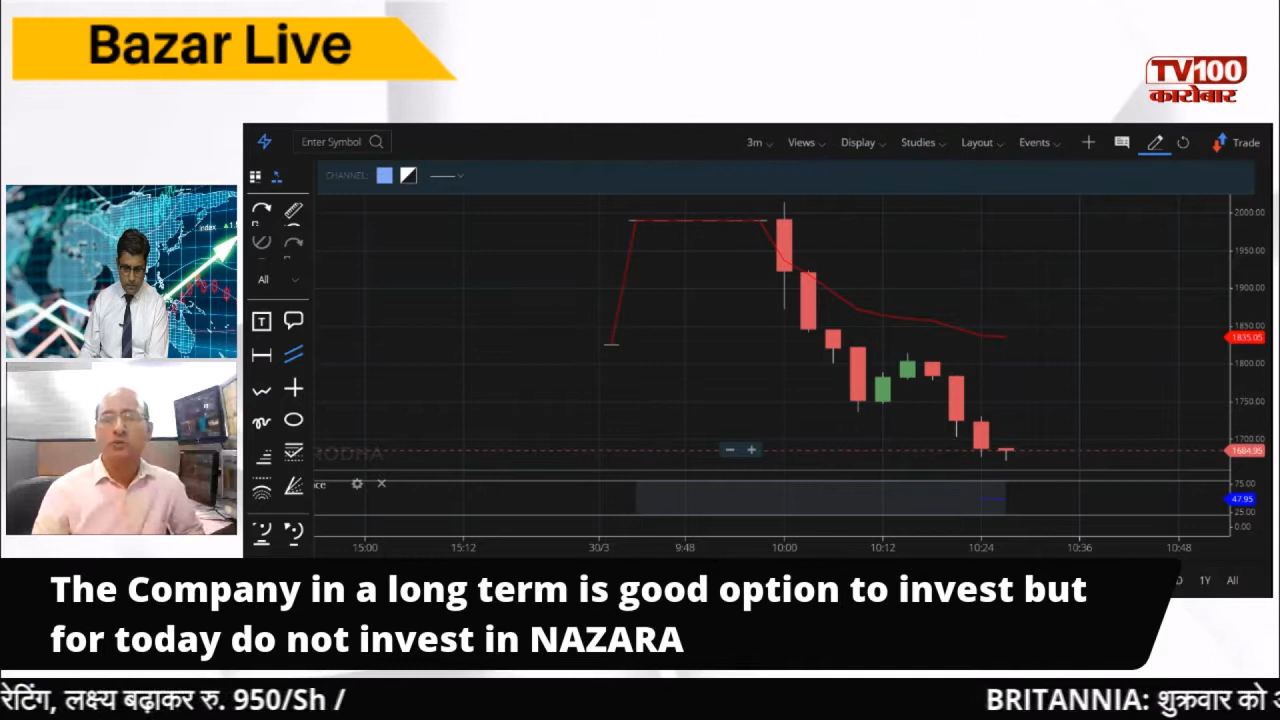 Bazar Live
TV100
कारोबार
Enter Symbol
3m
Views
Display
Studies
Layout
Events
Trade
CHANNEL:
All
T
2000.00
1950.00
1900.00
1850.00
1835.05
1800.00
1750.00
1700.00
1684.95
75.00
47.95
25.00
0.00
15:00
15:12
30/3
9:48
10:00
10:12
10:24
10:36
10:48
1Y
All
The Company in a long term is good option to invest but
for today do not invest in NAZARA
रेटिंग, लक्ष्य बढ़ाकर रु. 950/Sh / BRITANNIA: शुक्रवार को